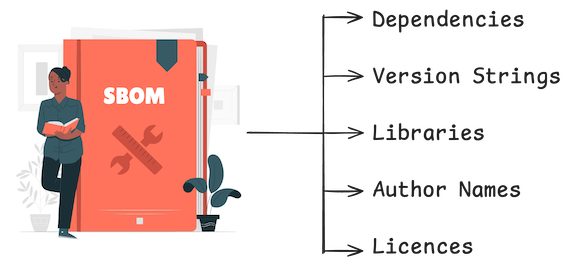 SBOM
Dependencies
Version Strings
Libraries
Author Names
Licences